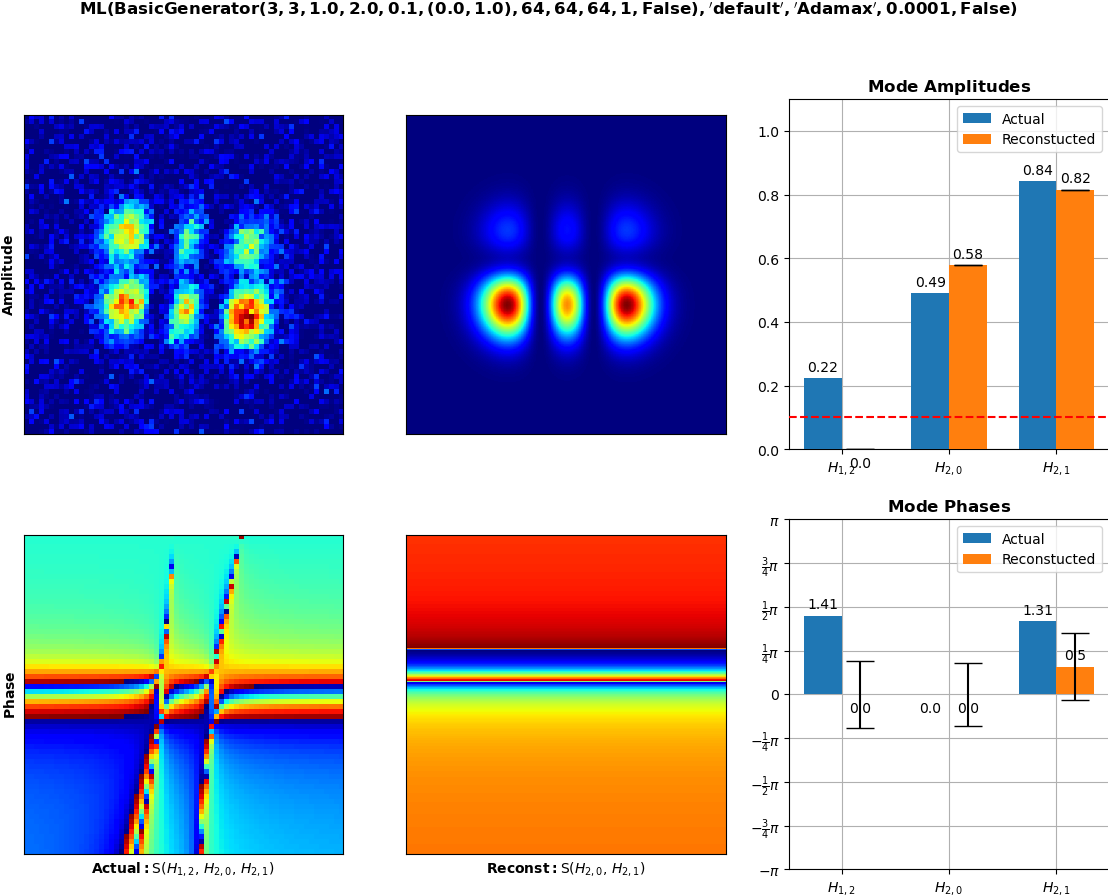 ML(BasicGenerator(3, 3, 1.0, 2.0, 0.1, (0.0, 1.0), 64, 64, 64, 1, False), ′default′, ′Adamax′, 0.0001, False)
Amplitude
Mode Amplitudes
Actual
Reconstucted
1.0
0.8
0.6
0.4
0.2
0.0
0.22
0.0
0.49
0.58
0.84
0.82
H1,2
H2,0
H2,1
Phase
Actual: S(H1,2, H2,0, H2,1)
Reconst: S(H2,0, H2,1)
Mode Phases
Actual
Reconstucted
π
3/4π
1/2π
1/4π
0
−1/4π
−1/2π
−3/4π
−π
1.41
0.0
0.0
0.0
1.31
0.5
H1,2
H2,0
H2,1